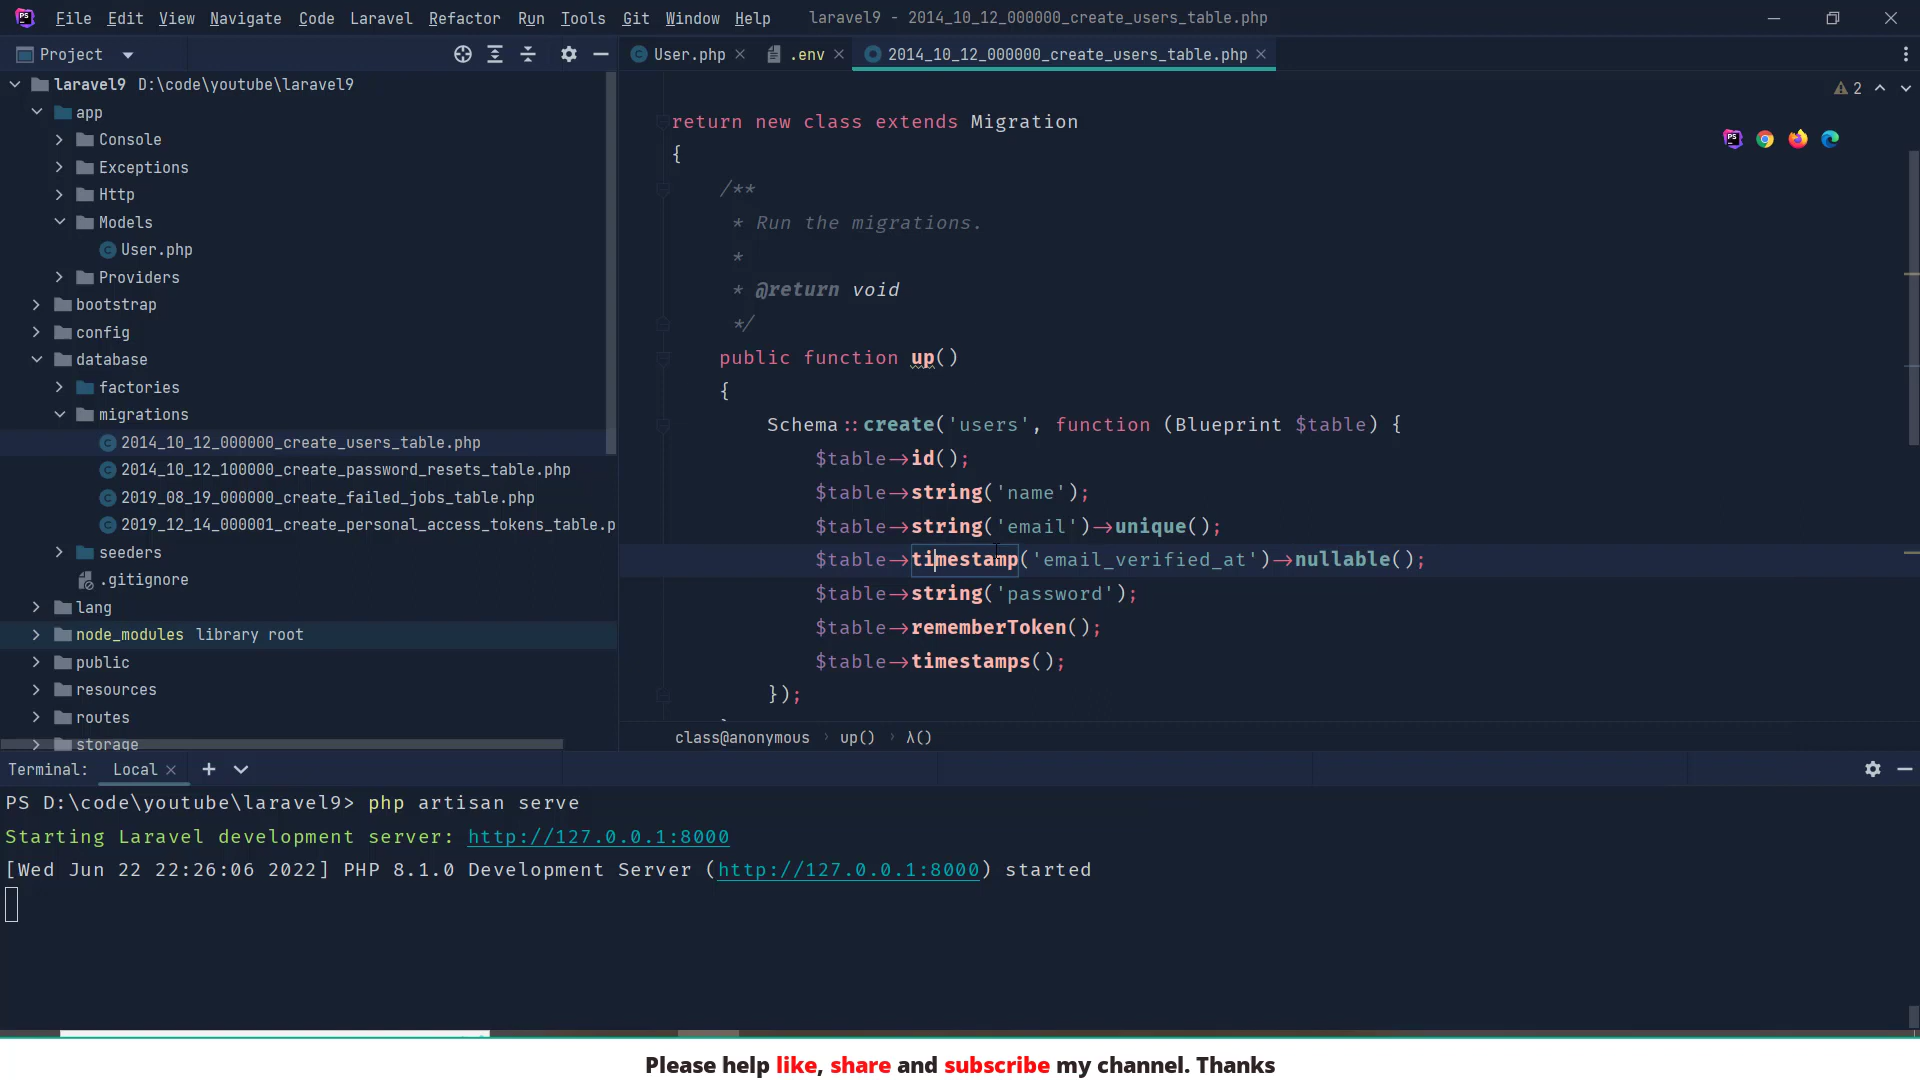 File Edit View Navigate Code Laravel Refactor Run Tools Git Window Help laravel9 - 2014_10_12_000000_create_users_table.php
Project
User.php
.env
2014_10_12_000000_create_users_table.php
laravel9 D:\code\youtube\laravel9
app
Console
Exceptions
Http
Models
User.php
Providers
bootstrap
config
database
factories
migrations
2014_10_12_000000_create_users_table.php
2014_10_12_100000_create_password_resets_table.php
2019_08_19_000000_create_failed_jobs_table.php
2019_12_14_000001_create_personal_access_tokens_table.p
seeders
.gitignore
lang
node_modules library root
public
resources
routes
storage
2
return new class extends Migration
{
/**
* Run the migrations.
*
* @return void
*/
public function up()
{
Schema::create('users', function (Blueprint $table) {
$table->id();
$table->string('name');
$table->string('email')->unique();
$table->timestamp('email_verified_at')->nullable();
$table->string('password');
$table->rememberToken();
$table->timestamps();
});
class@anonymous › up() › λ()
Terminal: Local
PS D:\code\youtube\laravel9> php artisan serve
Starting Laravel development server: http://127.0.0.1:8000
[Wed Jun 22 22:26:06 2022] PHP 8.1.0 Development Server (http://127.0.0.1:8000) started
Please help like, share and subscribe my channel. Thanks